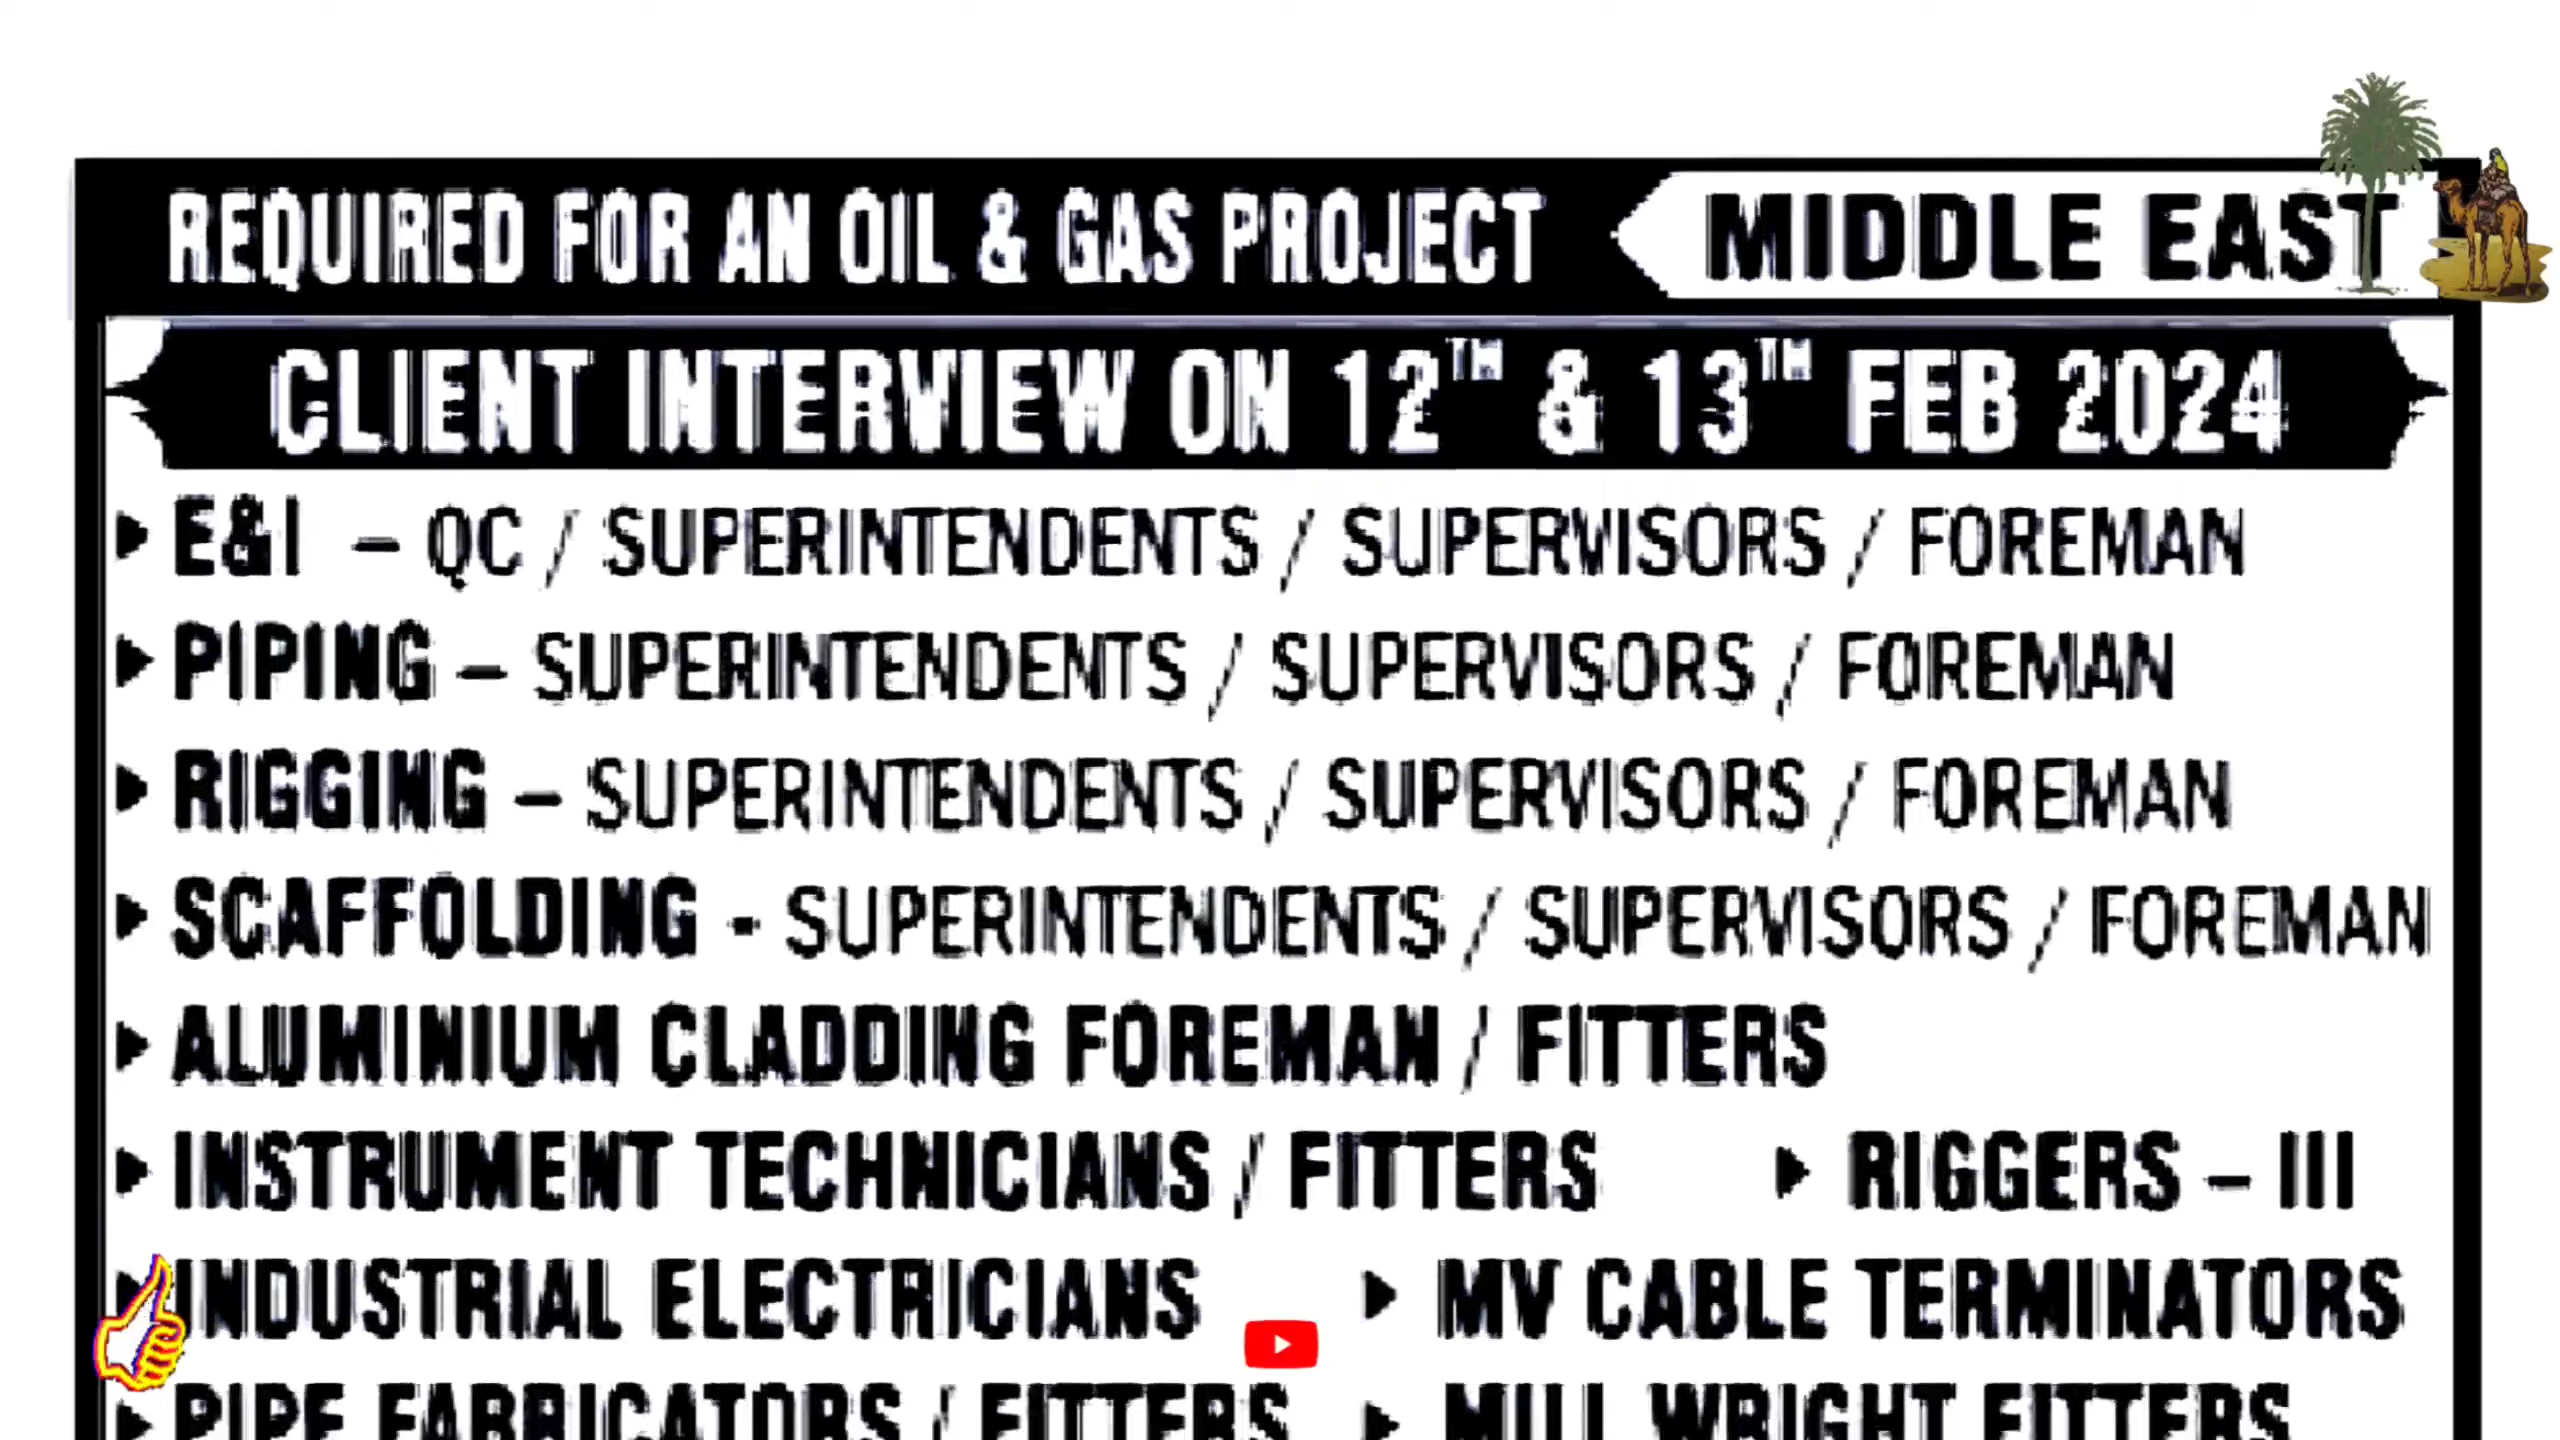 REQUIRED FOR AN OIL & GAS PROJECT MIDDLE EAST
CLIENT INTERVIEW ON 12TH & 13TH FEB 2024
E&I – QC / SUPERINTENDENTS / SUPERVISORS / FOREMAN
PIPING – SUPERINTENDENTS / SUPERVISORS / FOREMAN
RIGGING – SUPERINTENDENTS / SUPERVISORS / FOREMAN
SCAFFOLDING - SUPERINTENDENTS / SUPERVISORS / FOREMAN
ALUMINIUM CLADDING FOREMAN / FITTERS
INSTRUMENT TECHNICIANS / FITTERS RIGGERS – III
INDUSTRIAL ELECTRICIANS MV CABLE TERMINATORS
PIPE FABRICATORS / FITTERS MILL WRIGHT FITTERS